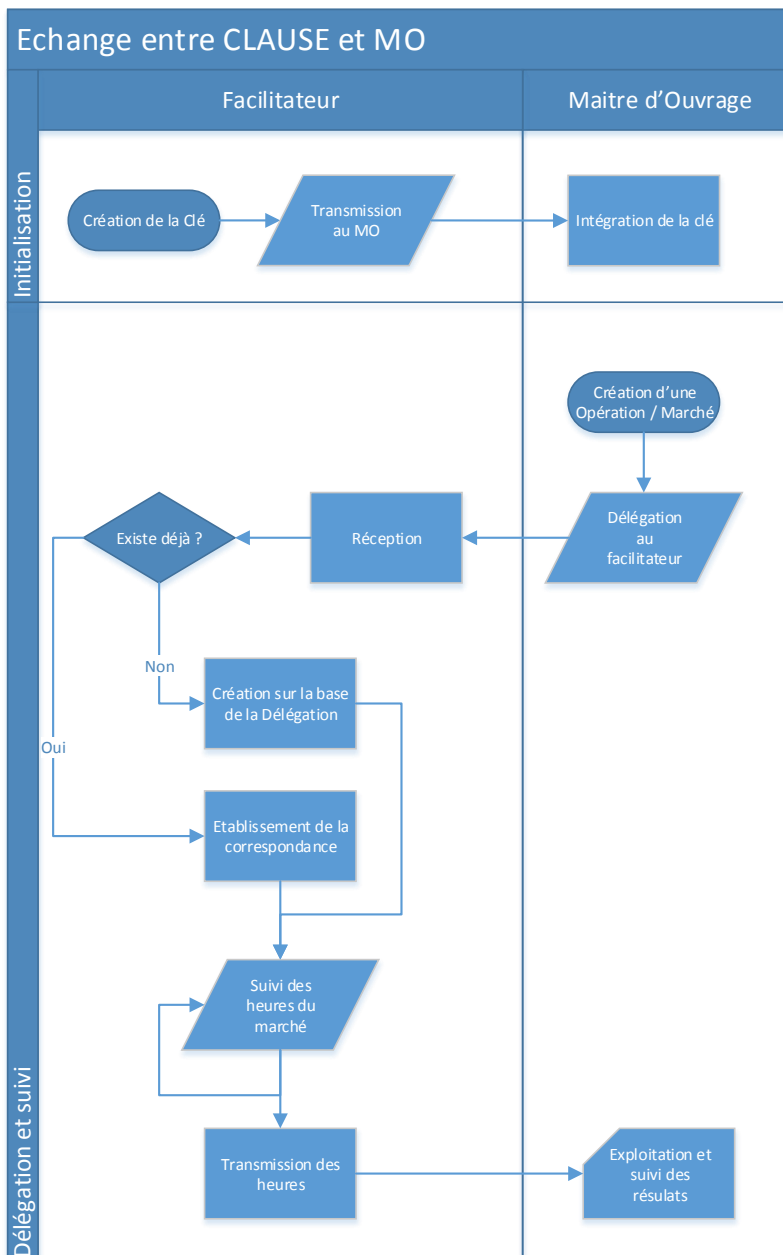 Echange entre CLAUSE et MO
Facilitateur
Maitre d’Ouvrage
Initialisation
Création de la Clé
Transmission
au MO
Intégration de la clé
Délégation et suivi
Création d’une
Opération / Marché
Délégation
au
facilitateur
Réception
Existe déjà ?
Non
Création sur la base
de la Délégation
Oui
Etablissement de la
correspondance
Suivi des
heures du
marché
Transmission des
heures
Exploitation et
suivi des
résulats